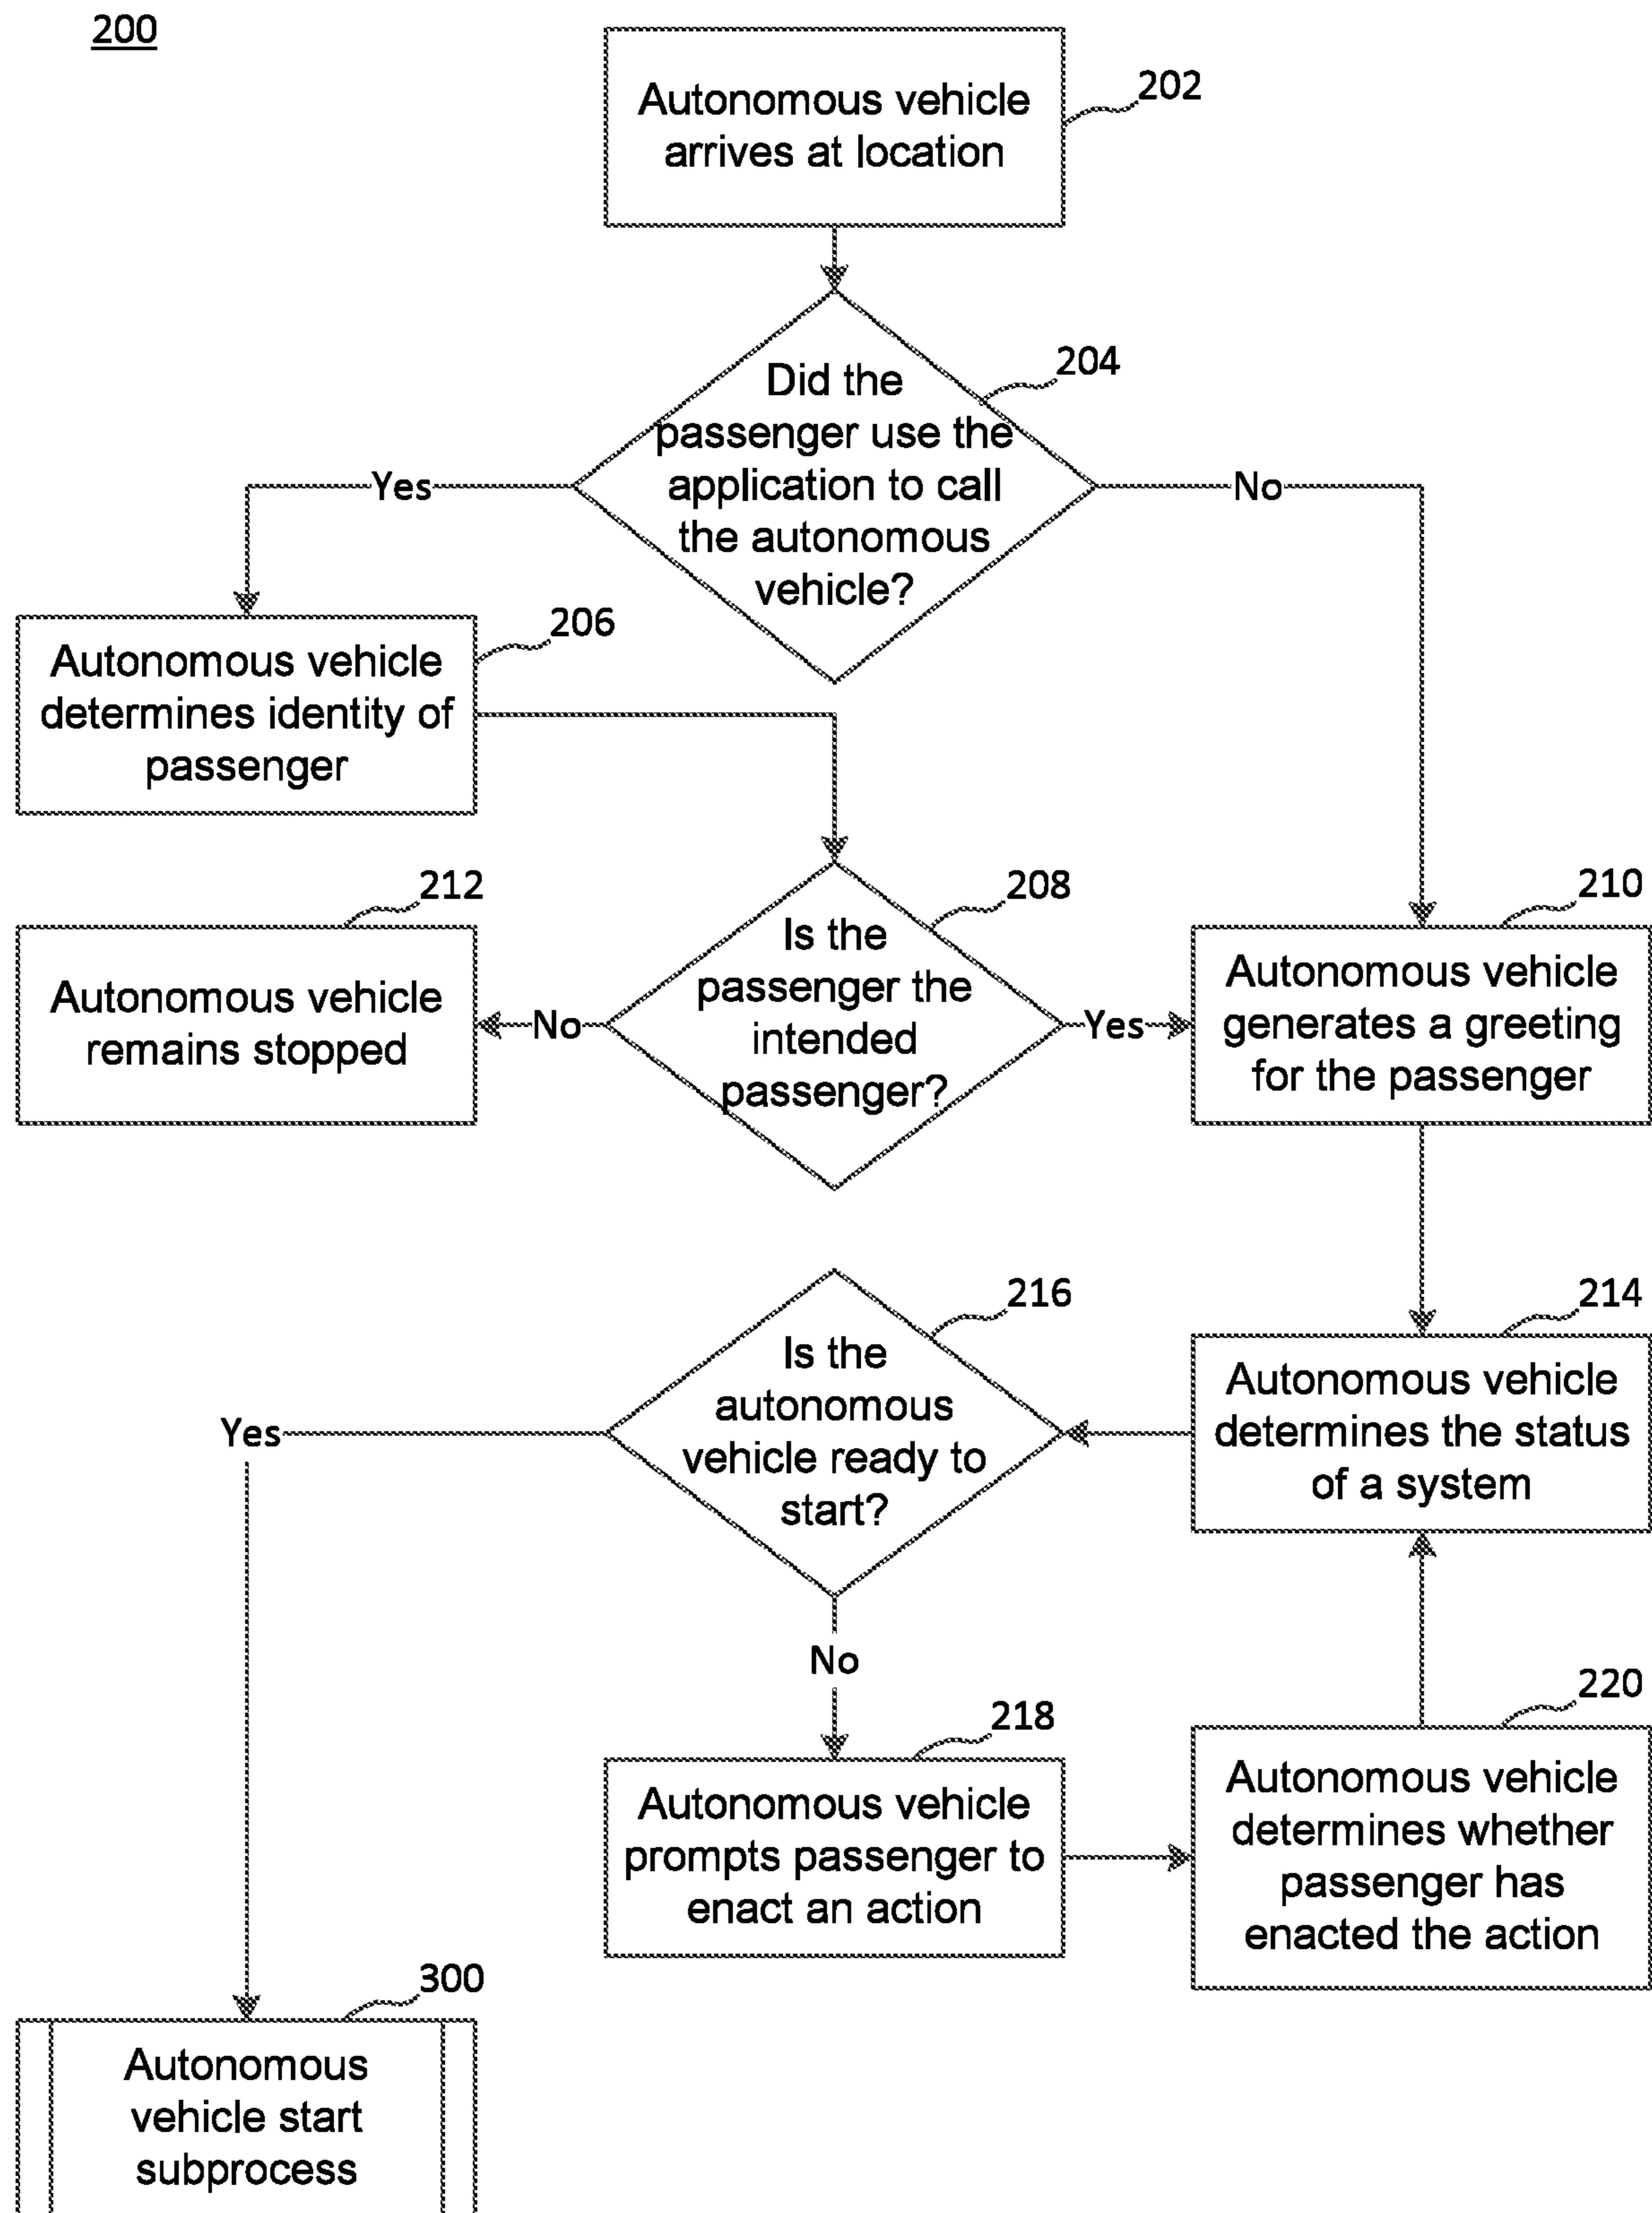 200
Autonomous vehicle
arrives at location
202
Did the
passenger use the
application to call
the autonomous
vehicle?
204
Yes
No
Autonomous vehicle
determines identity of
passenger
206
212
Autonomous vehicle
remains stopped
208
Is the
passenger the
intended
passenger?
No
Yes
210
Autonomous vehicle
generates a greeting
for the passenger
214
Autonomous vehicle
determines the status
of a system
216
Is the
autonomous
vehicle ready to
start?
Yes
No
218
Autonomous vehicle
prompts passenger to
enact an action
220
Autonomous vehicle
determines whether
passenger has
enacted the action
300
Autonomous
vehicle start
subprocess